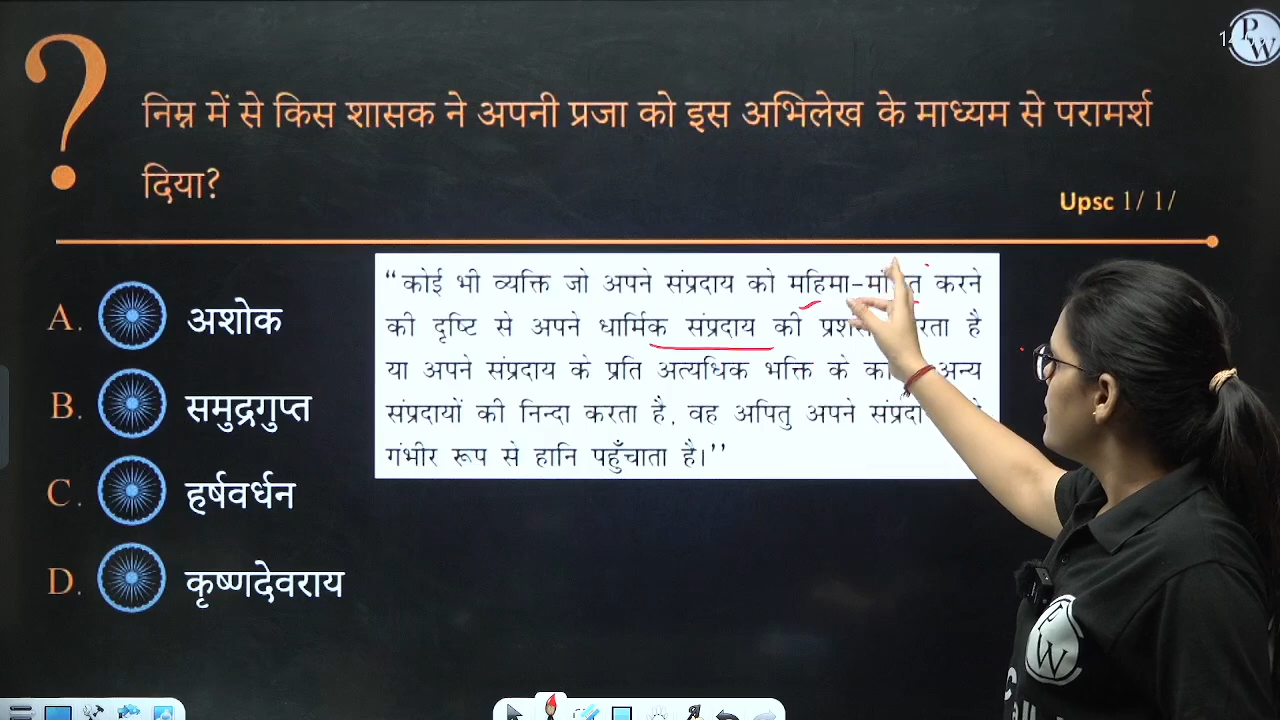 ?
निम्न में से किस शासक ने अपनी प्रजा को इस अभिलेख के माध्यम से परामर्श
दिया?
Upsc 1/ 1/
PW
A. अशोक
B. समुद्रगुप्त
C. हर्षवर्धन
D. कृष्णदेवराय
“कोई भी व्यक्ति जो अपने संप्रदाय को करने
की दृष्टि से अपने धार्मिक संप्रदाय की है
या अपने संप्रदाय के प्रति अत्यधिक भक्ति के अन्य
संप्रदायों की निन्दा करता है, वह अपितु अपने
गंभीर रूप से हानि पहुँचाता है।’’
PW